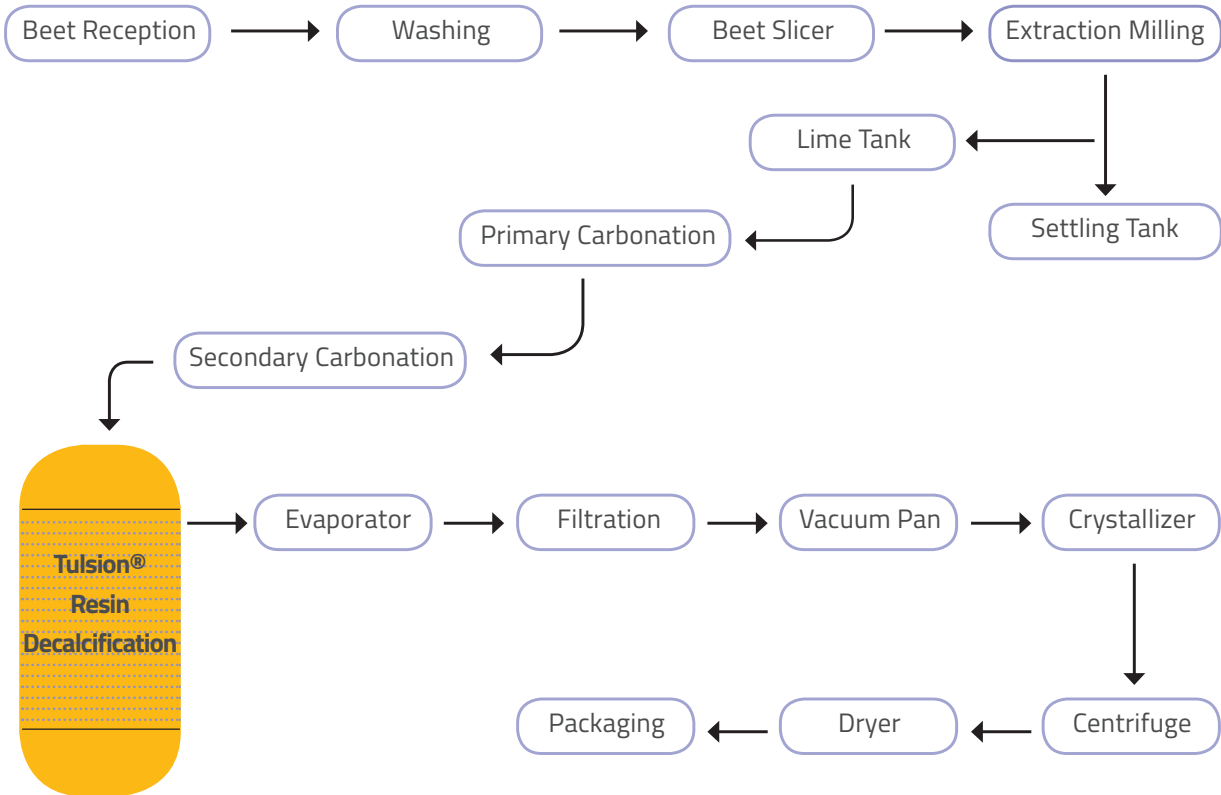 Beet Reception
Washing
Beet Slicer
Extraction Milling
Lime Tank
Settling Tank
Primary Carbonation
Secondary Carbonation
Tulsion®
Resin
Decalcification
Evaporator
Filtration
Vacuum Pan
Crystallizer
Centrifuge
Dryer
Packaging